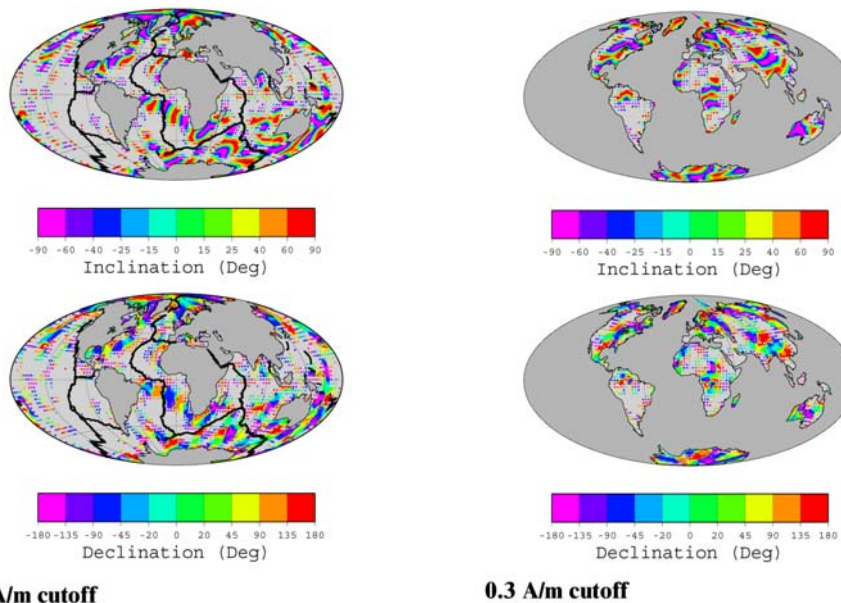 -90 -60 -45 -25 -15 0 15 25 40 60 90
Inclination (Deg)
-90 -60 -45 -25 -15 0 15 25 40 60 90
Inclination (Deg)
-180 -135 -90 -45 -20 0 20 45 90 135 180
Declination (Deg)
-180 -135 -90 -45 -20 0 20 45 90 135 180
Declination (Deg)
A/m cutoff
0.3 A/m cutoff